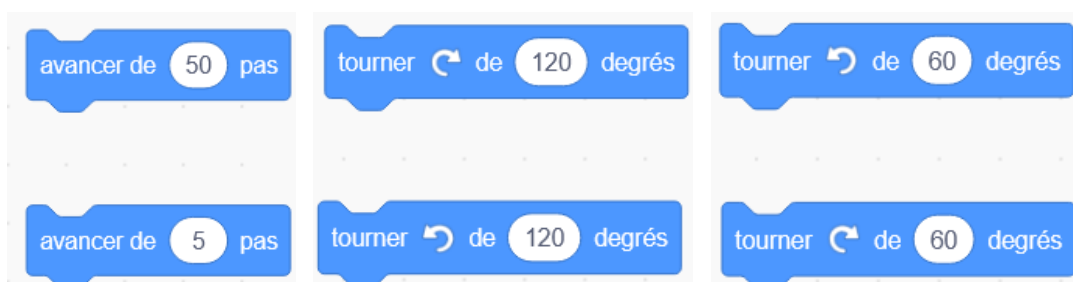 avancer de 50 pas
tourner de 120 degrés
tourner de 60 degrés
avancer de 5 pas
tourner de 120 degrés
tourner de 60 degrés